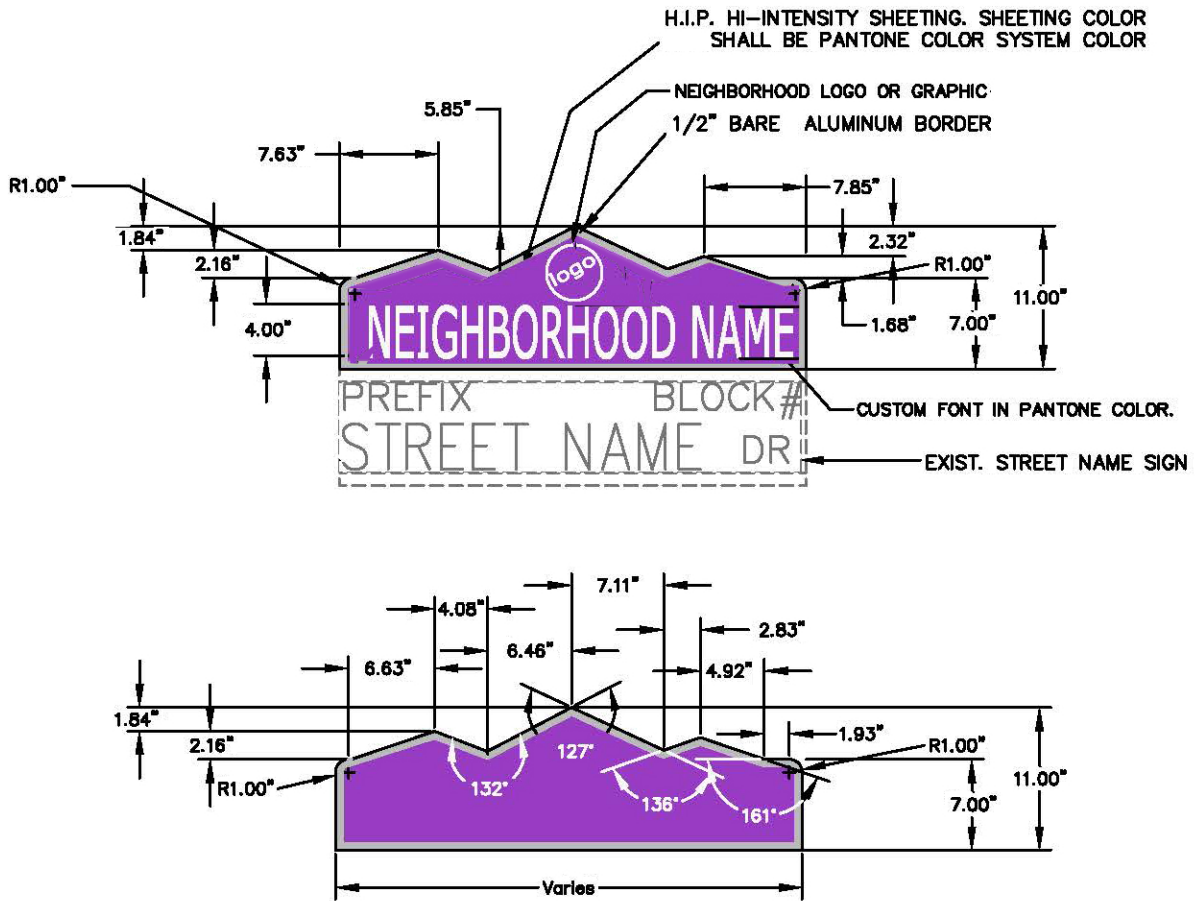 H.I.P. HI-INTENSITY SHEETING. SHEETING COLOR
SHALL BE PANTONE COLOR SYSTEM COLOR
NEIGHBORHOOD LOGO OR GRAPHIC
5.85"
1/2" BARE ALUMINUM BORDER
7.63"
R1.00"
7.85"
1.84"
2.32"
2.16"
R1.00"
logo
11.00"
4.00"
1.68"
7.00"
NEIGHBORHOOD NAME
PREFIX BLOCK#
CUSTOM FONT IN PANTONE COLOR.
STREET NAME DR
EXIST. STREET NAME SIGN
7.11"
4.08"
2.83"
6.46"
6.63"
4.92"
1.84"
2.16"
1.93"
R1.00"
127°
R1.00"
132°
136°
161°
11.00"
7.00"
Varies